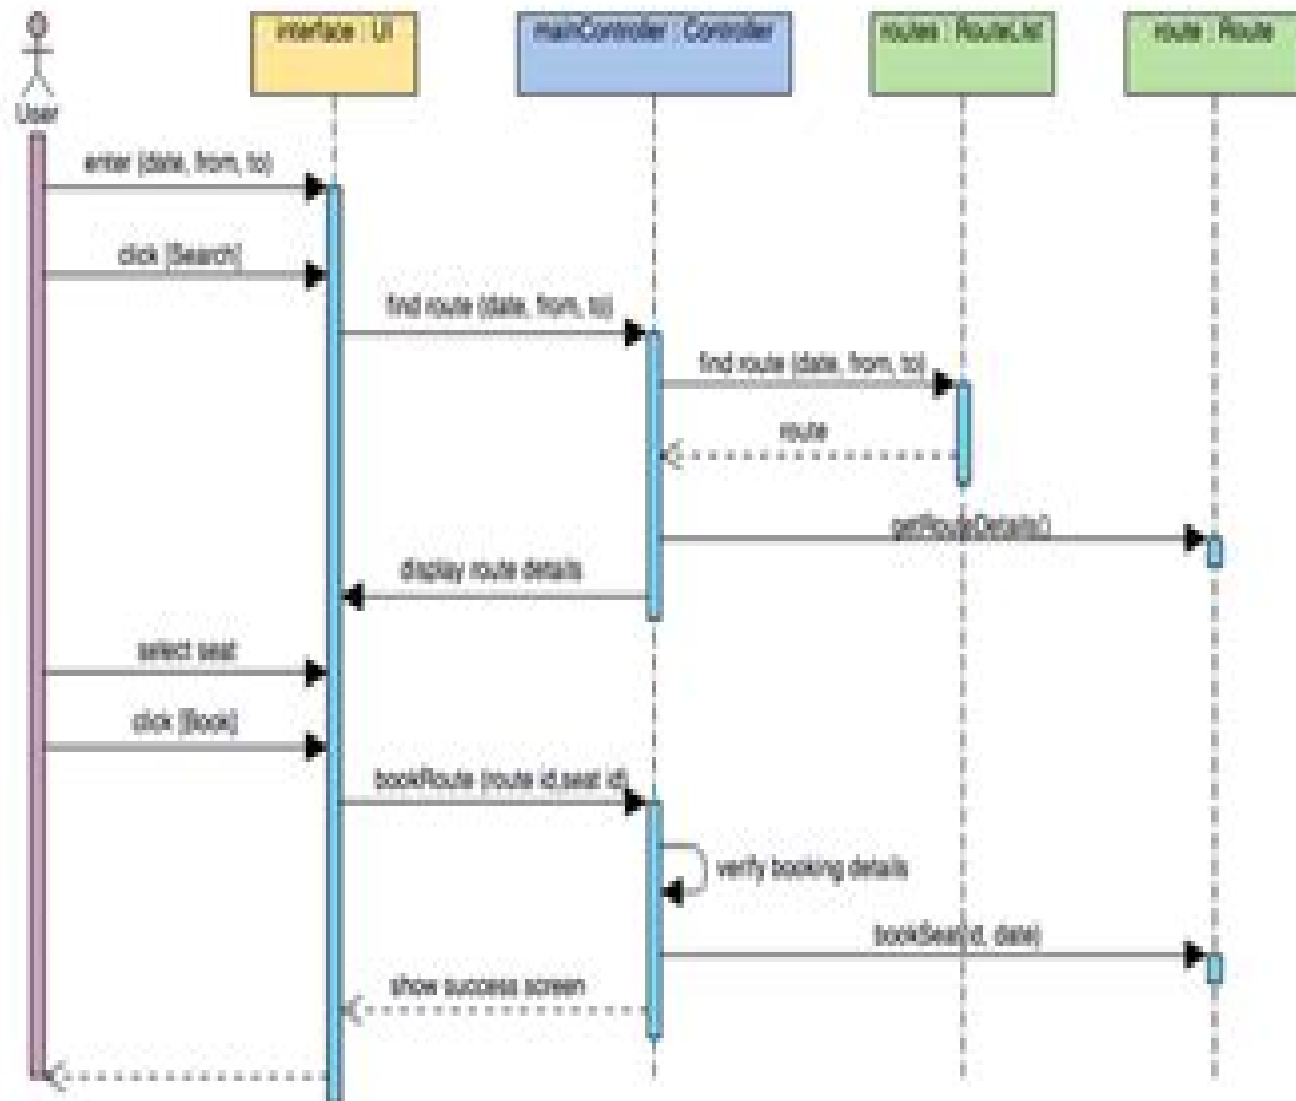 interface : UI
mainController : Controller
routes : RouteList
route : Route
User
enter (date, from, to)
click [Search]
find route (date, from, to)
find route (date, from, to)
route
getRouteDetails()
display route details
select seat
click [Book]
bookRoute (route id,seat id)
verify booking details
bookSeat(id, date)
show success screen